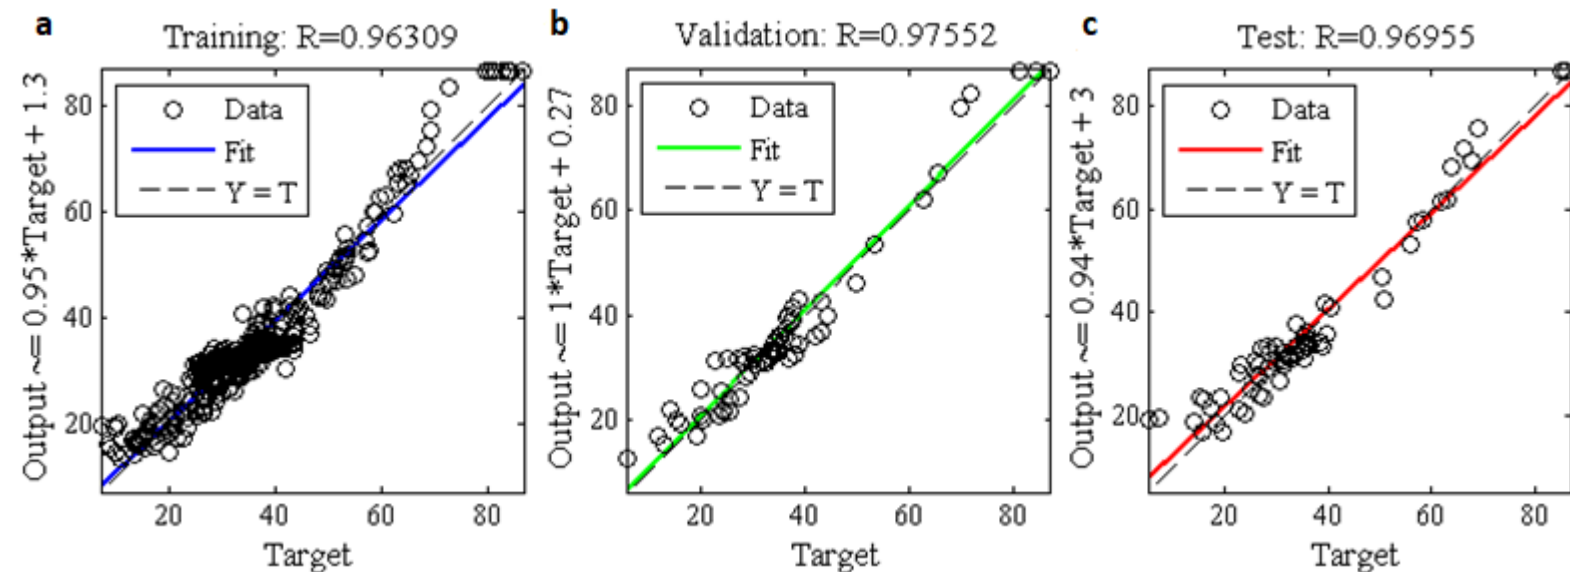 a
Training: R=0.96309
Output ~= 0.95*Target + 1.3
Data
Fit
Y = T
80
60
40
20
20 40 60 80
Target
b
Validation: R=0.97552
Output ~= 1*Target + 0.27
Data
Fit
Y = T
80
60
40
20
20 40 60 80
Target
c
Test: R=0.96955
Output ~= 0.94*Target + 3
Data
Fit
Y = T
80
60
40
20
20 40 60 80
Target